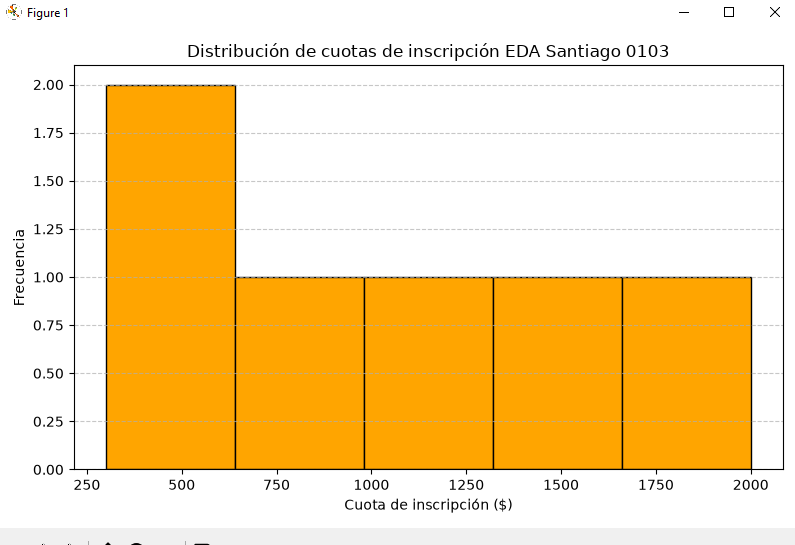 Figure 1
Distribución de cuotas de inscripción EDA Santiago 0103
2.00
1.75
1.50
1.25
1.00
0.75
0.50
0.25
0.00
Frecuencia
250 500 750 1000 1250 1500 1750 2000
Cuota de inscripción ($)